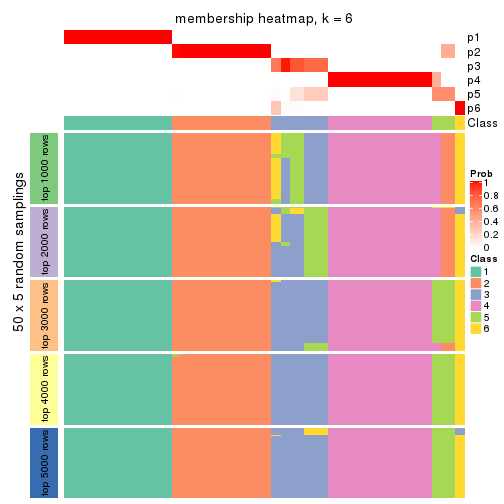 membership heatmap, k = 6
p1
p2
p3
p4
p5
p6
Class
50 x 5 random samplings
top 1000 rows
top 2000 rows
top 3000 rows
top 4000 rows
top 5000 rows
Prob
1
0.8
0.6
0.4
0.2
0
Class
1
2
3
4
5
6